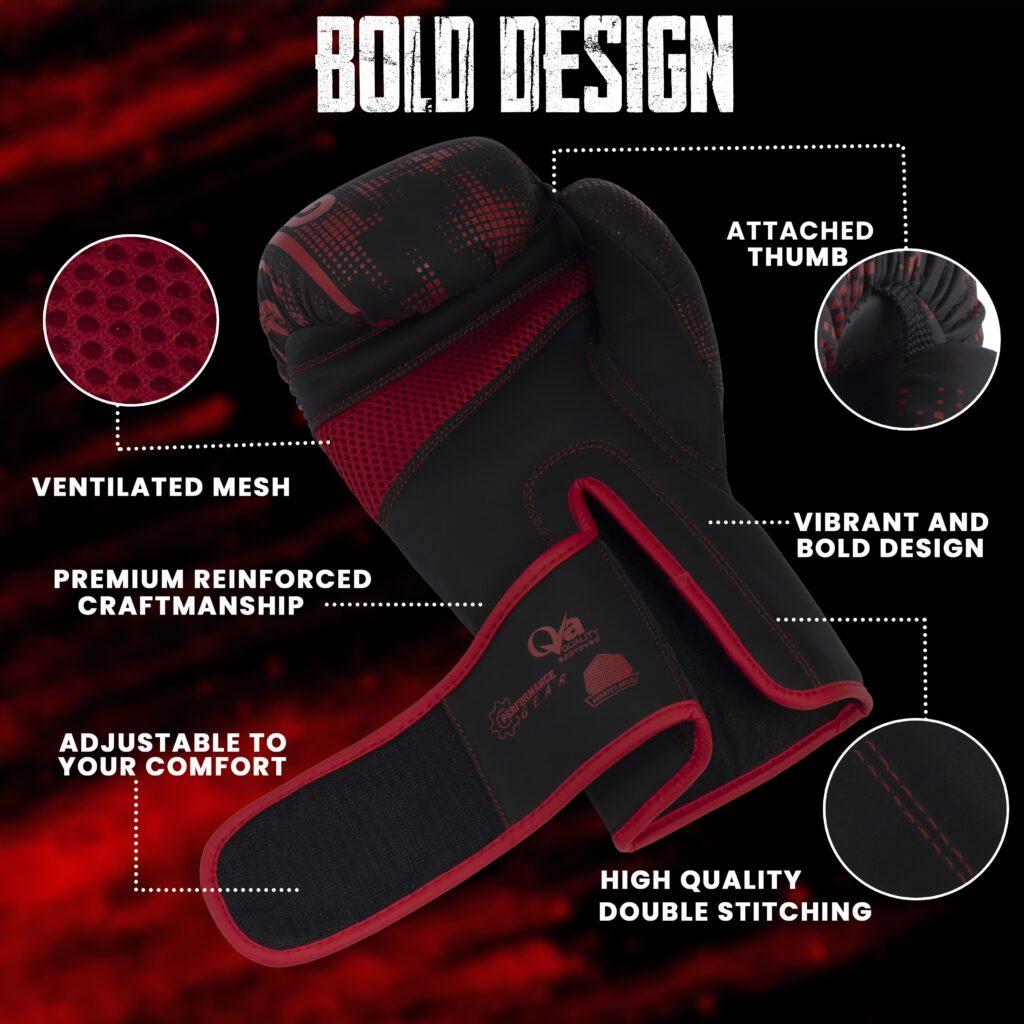 BOLD DESIGN
ATTACHED
THUMB
VENTILATED MESH
VIBRANT AND
BOLD DESIGN
PREMIUM REINFORCED
CRAFTMANSHIP
Qa
QUALITY
approved
PERFORMANCE
GEAR
ADJUSTABLE TO
YOUR COMFORT
HIGH QUALITY
DOUBLE STITCHING